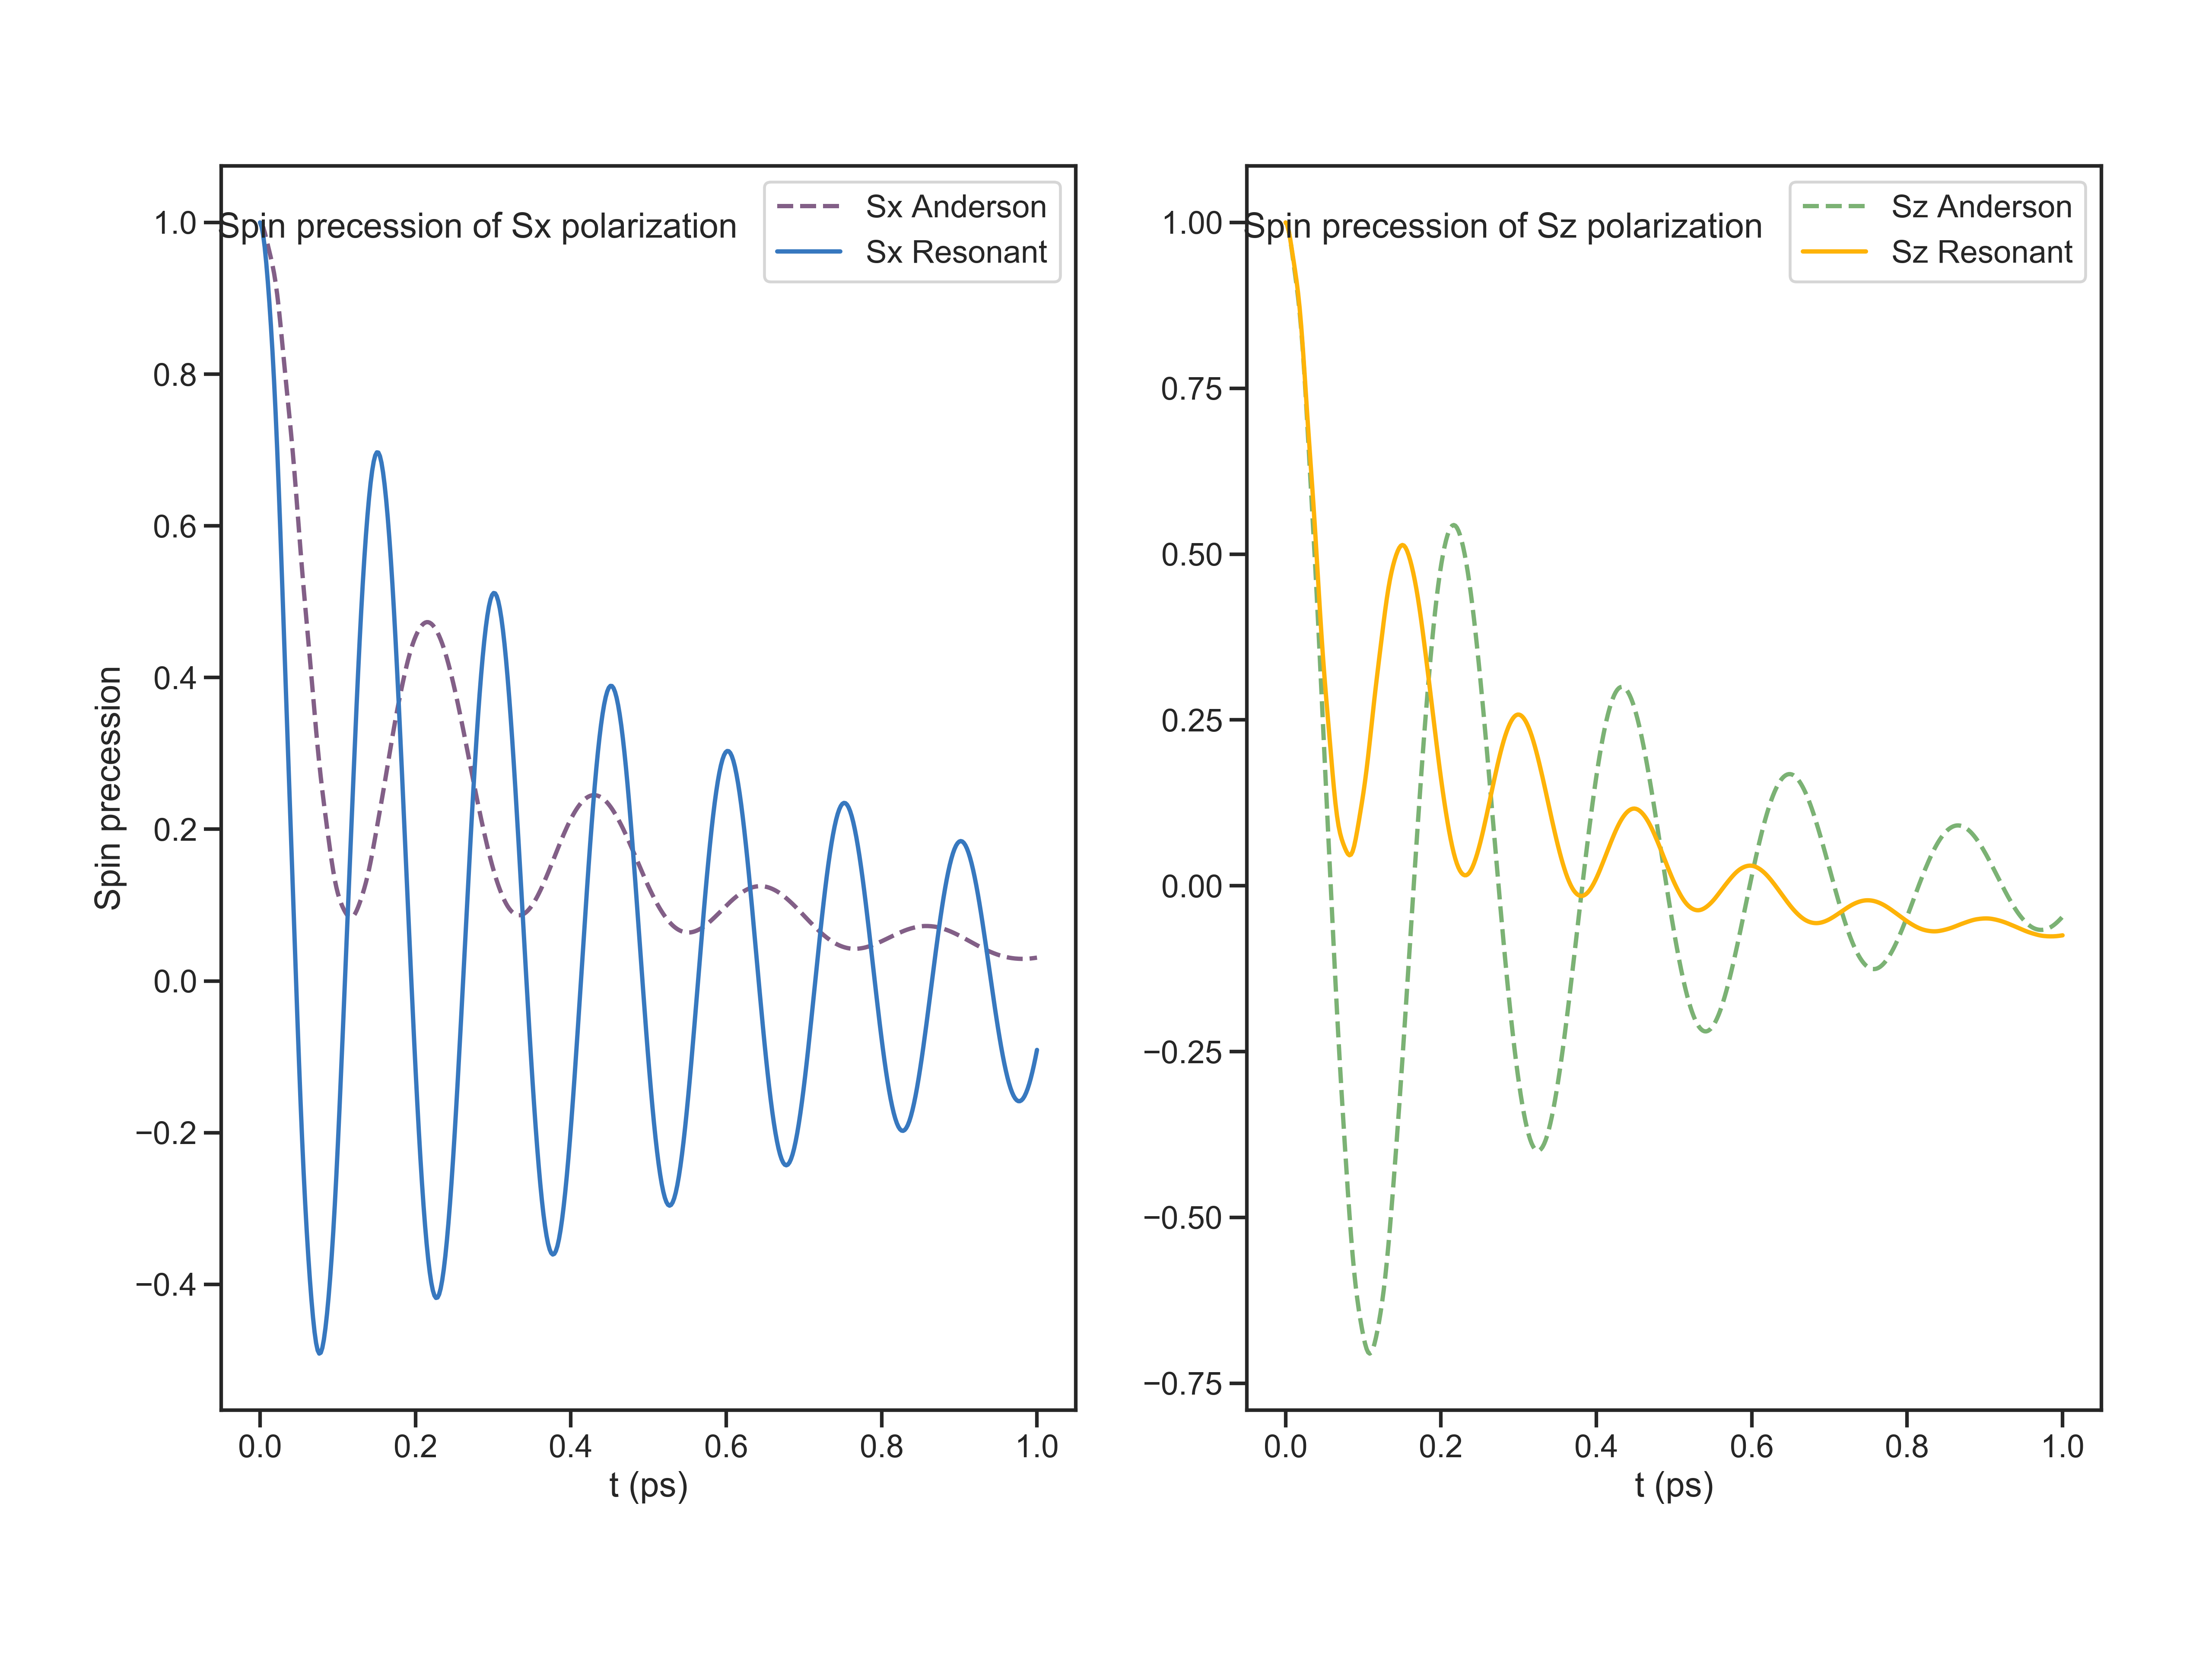 Spin precession of Sx polarization
Sx Anderson
Sx Resonant
1.0
0.8
0.6
0.4
0.2
0.0
−0.2
−0.4
Spin precession
0.0 0.2 0.4 0.6 0.8 1.0
t (ps)
Spin precession of Sz polarization
Sz Anderson
Sz Resonant
1.00
0.75
0.50
0.25
0.00
−0.25
−0.50
−0.75
0.0 0.2 0.4 0.6 0.8 1.0
t (ps)